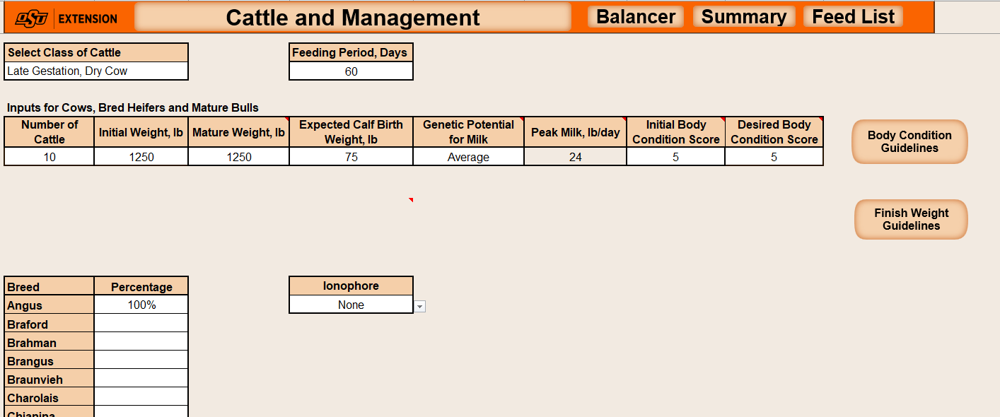 OSU EXTENSION Cattle and Management Balancer Summary Feed List
Select Class of Cattle
Late Gestation, Dry Cow
Feeding Period, Days
60
Inputs for Cows, Bred Heifers and Mature Bulls
Number of
Cattle
Initial Weight, lb
Mature Weight, lb
Expected Calf Birth
Weight, lb
Genetic Potential
for Milk
Peak Milk, lb/day
Initial Body
Condition Score
Desired Body
Condition Score
10 1250 1250 75 Average 24 5 5
Body Condition
Guidelines
Finish Weight
Guidelines
Breed Percentage
Angus 100%
Braford
Brahman
Brangus
Braunvieh
Charolais
Chianina
Ionophore
None